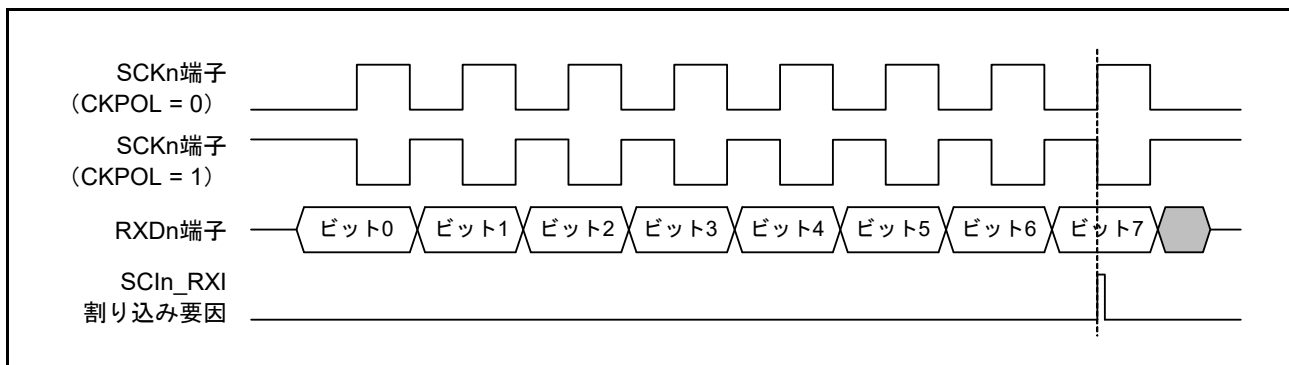 SCKn端子
(CKPOL = 0)
SCKn端子
(CKPOL = 1)
RXDn端子
ビット0 ビット1 ビット2 ビット3 ビット4 ビット5 ビット6 ビット7
SCIn_RXI
割り込み要因